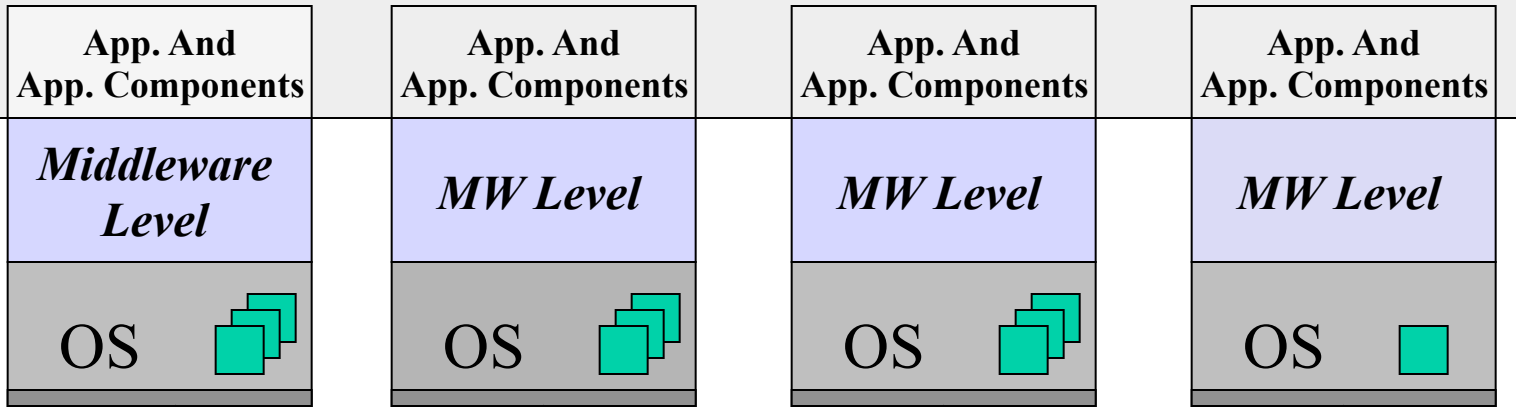 App. And
App. Components
Middleware
Level
OS
App. And
App. Components
MW Level
OS
App. And
App. Components
MW Level
OS
App. And
App. Components
MW Level
OS